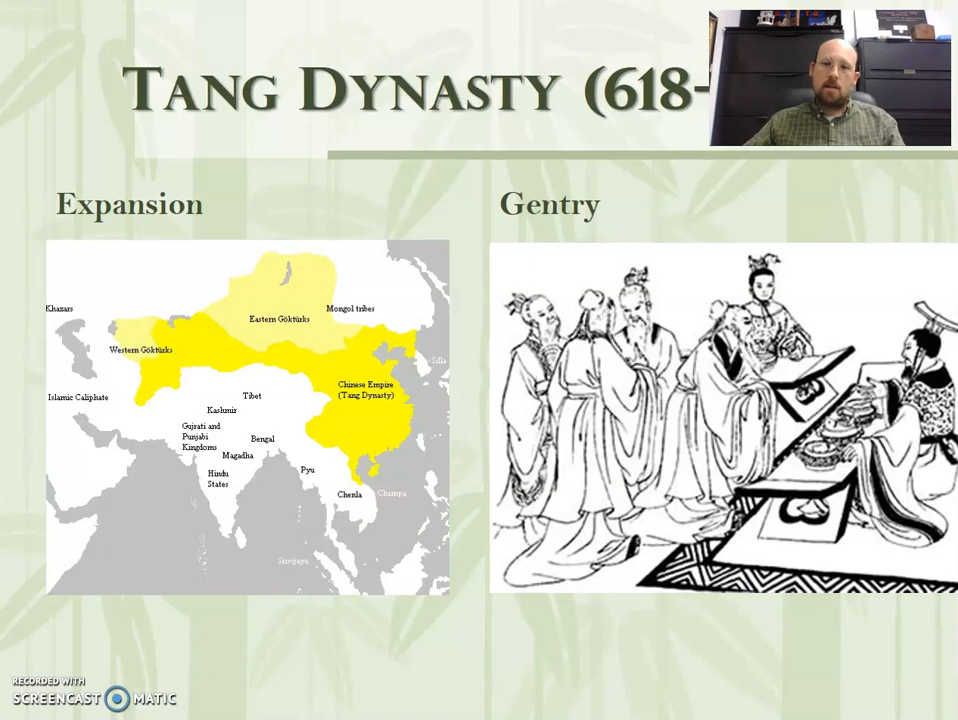 TANG DYNASTY (618-
Expansion
Gentry
Khazars
Eastern Göktürks
Mongol tribes
Western Göktürks
Silla
Chinese Empire
(Tang Dynasty)
Islamic Caliphate
Tibet
Kashmir
Gujrati and
Punjabi
Kingdoms
Bengal
Magadha
Hindu
States
Pyu
Chenla
Champa
Srivijaya
RECORDED WITH
SCREENCAST MATIC